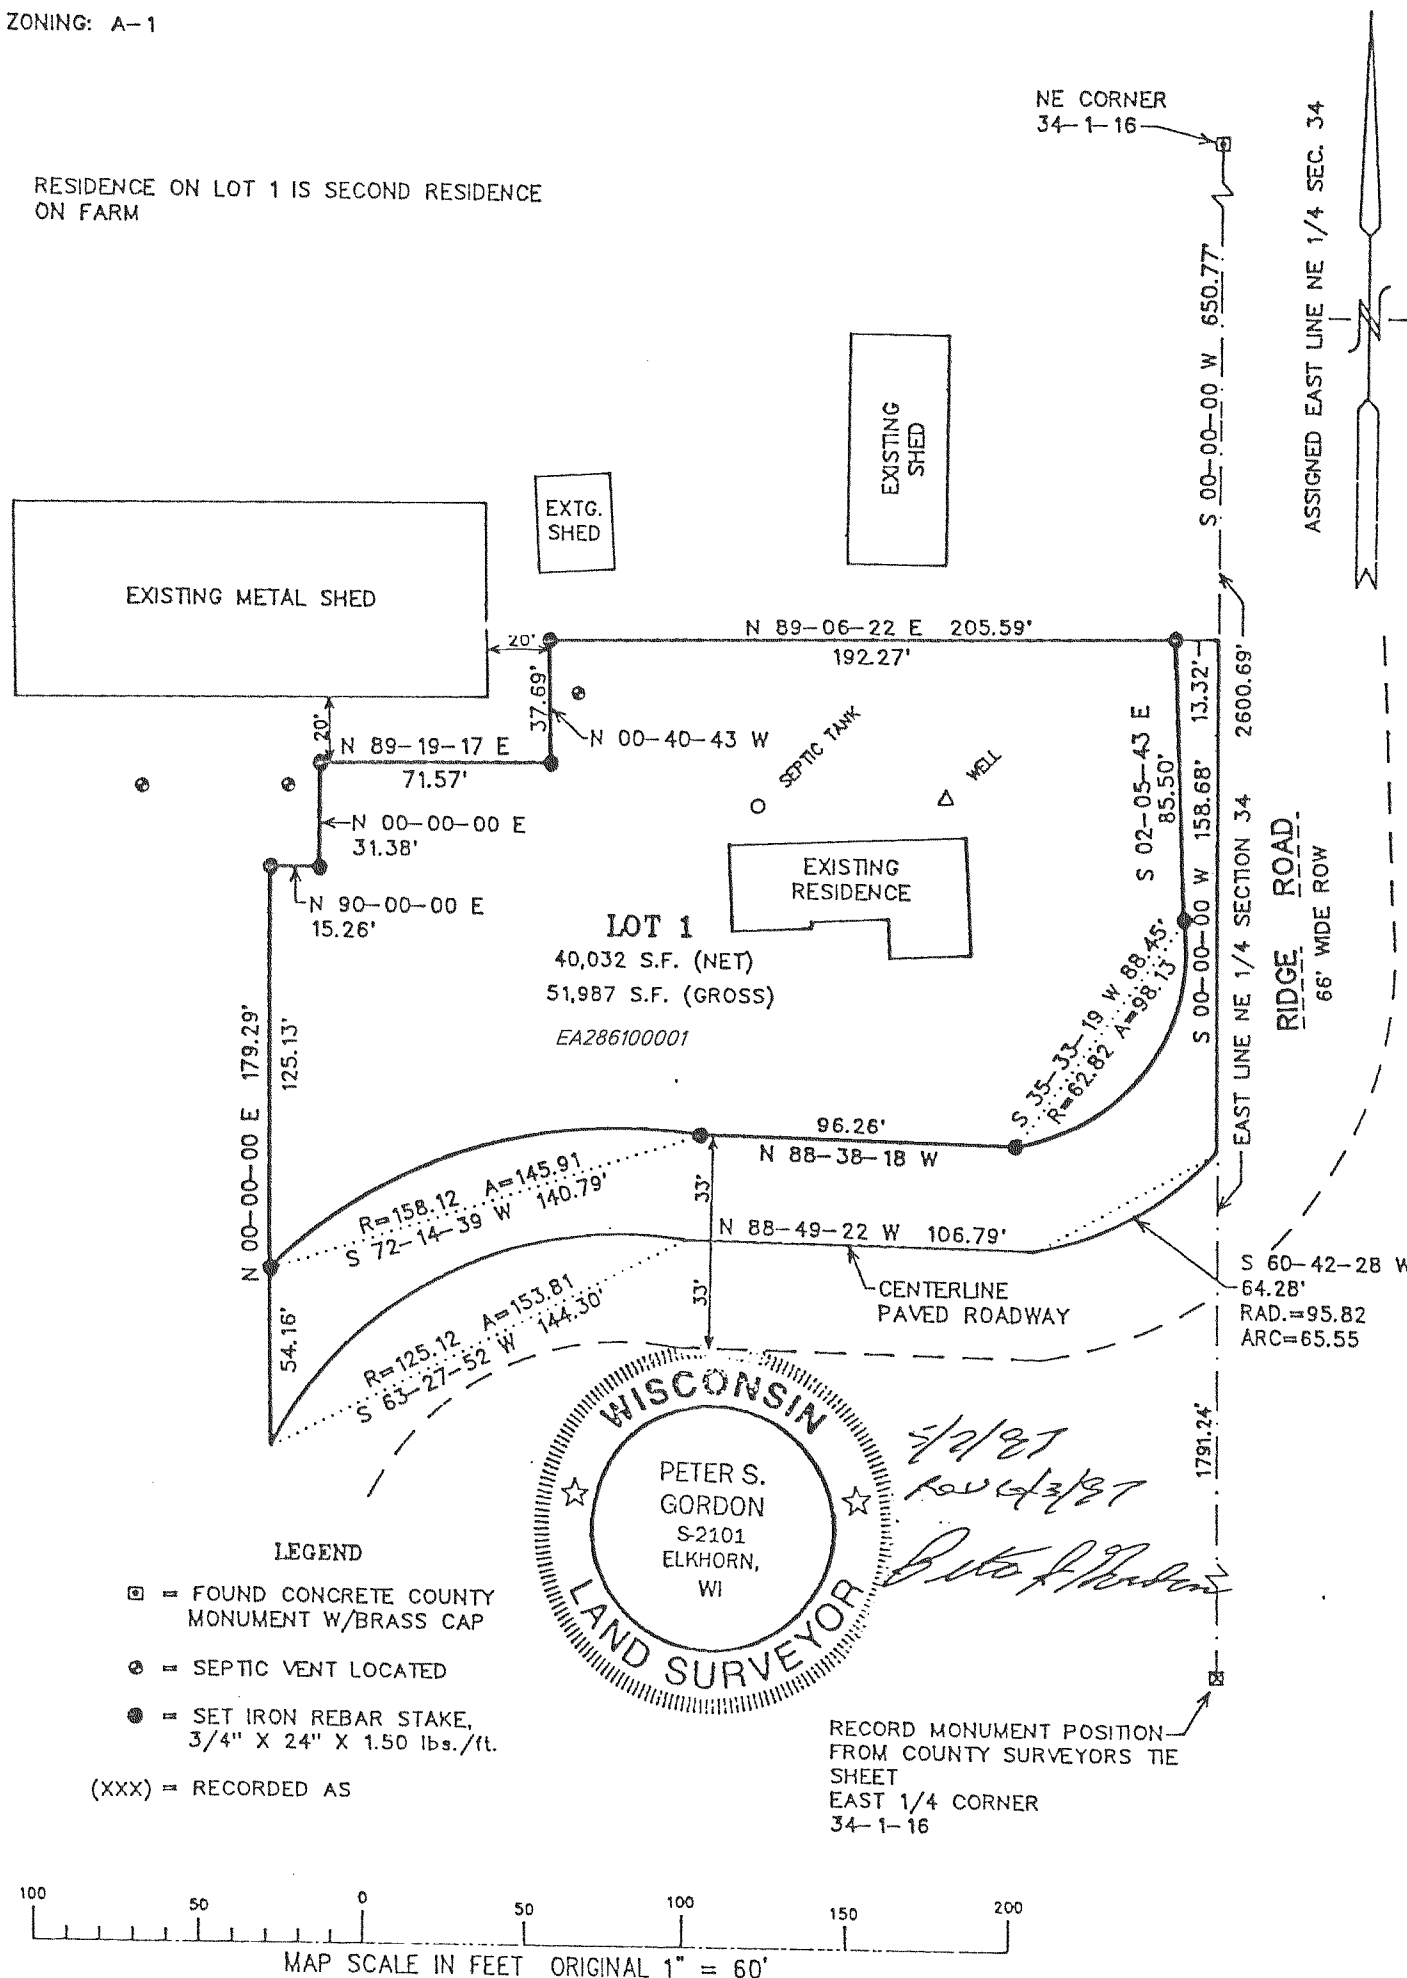 ZONING: A-1
NE CORNER
34-1-16
RESIDENCE ON LOT 1 IS SECOND RESIDENCE
ON FARM
S 00-00-00 W 650.77'
ASSIGNED EAST LINE NE 1/4 SEC. 34
N
EXISTING
SHED
EXTG.
SHED
EXISTING METAL SHED
20'
N 89-06-22 E 205.59'
192.27'
13.32'
2600.69'
37.69'
N 00-40-43 W
20'
N 89-19-17 E
71.57'
SEPTIC TANK
WELL
S 02-05-43 E
85.50'
S 00-00-00 W 158.68'
EAST LINE NE 1/4 SECTION 34
RIDGE ROAD
66' WIDE ROW
N 00-00-00 E
31.38'
N 90-00-00 E
15.26'
EXISTING
RESIDENCE
LOT 1
40,032 S.F. (NET)
51,987 S.F. (GROSS)
EA286100001
S 35-33-19 W 88.45'
R=62.82 A=98.13
N 00-00-00 E 179.29'
125.13'
96.26'
N 88-38-18 W
R=158.12 A=145.91
S 72-14-39 W 140.79'
33'
N 88-49-22 W 106.79'
CENTERLINE
PAVED ROADWAY
S 60-42-28 W
64.28'
RAD.=95.82
ARC=65.55
33'
54.16'
R=125.12 A=153.81
S 63-27-52 W 144.30'
1791.24'
WISCONSIN
PETER S.
GORDON
S-2101
ELKHORN,
WI
LAND SURVEYOR
5/2/97
Rev 6/3/97
LEGEND
= FOUND CONCRETE COUNTY
MONUMENT W/BRASS CAP
= SEPTIC VENT LOCATED
= SET IRON REBAR STAKE,
3/4" X 24" X 1.50 lbs./ft.
(XXX) = RECORDED AS
RECORD MONUMENT POSITION
FROM COUNTY SURVEYORS TIE
SHEET
EAST 1/4 CORNER
34-1-16
100 50 0 50 100 150 200
MAP SCALE IN FEET ORIGINAL 1" = 60'